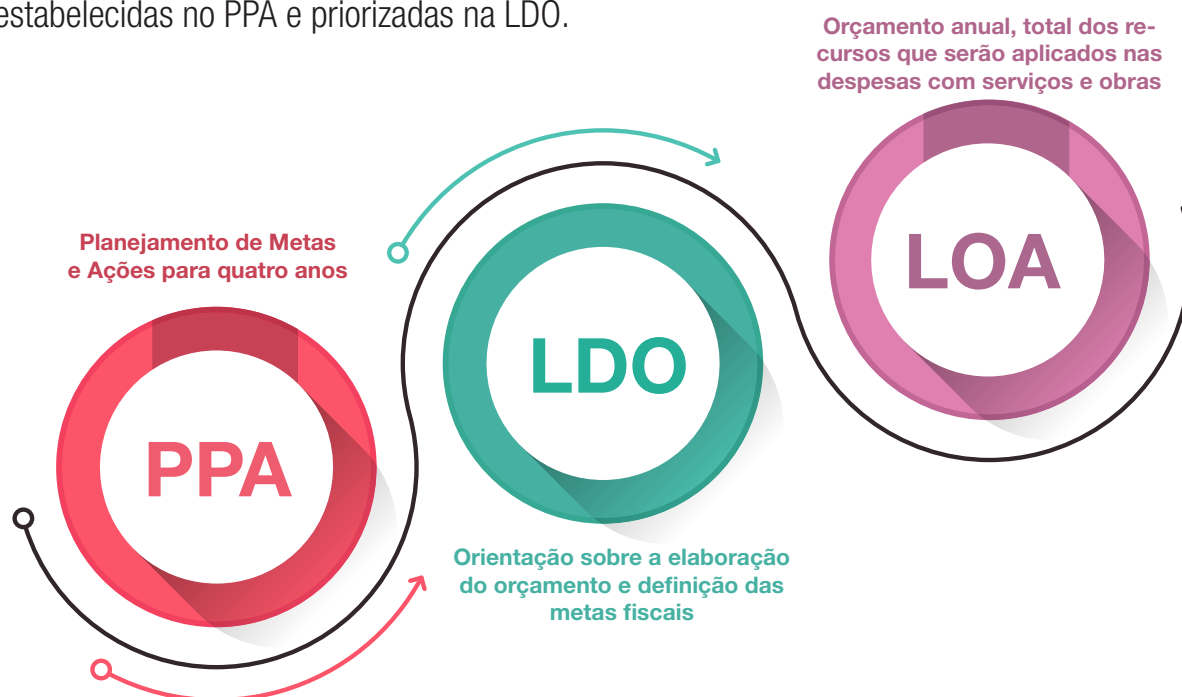 estabelecidas no PPA e priorizadas na LDO.
Planejamento de Metas
e Ações para quatro anos
PPA
LDO
Orientação sobre a elaboração
do orçamento e definição das
metas fiscais
Orçamento anual, total dos re-
cursos que serão aplicados nas
despesas com serviços e obras
LOA